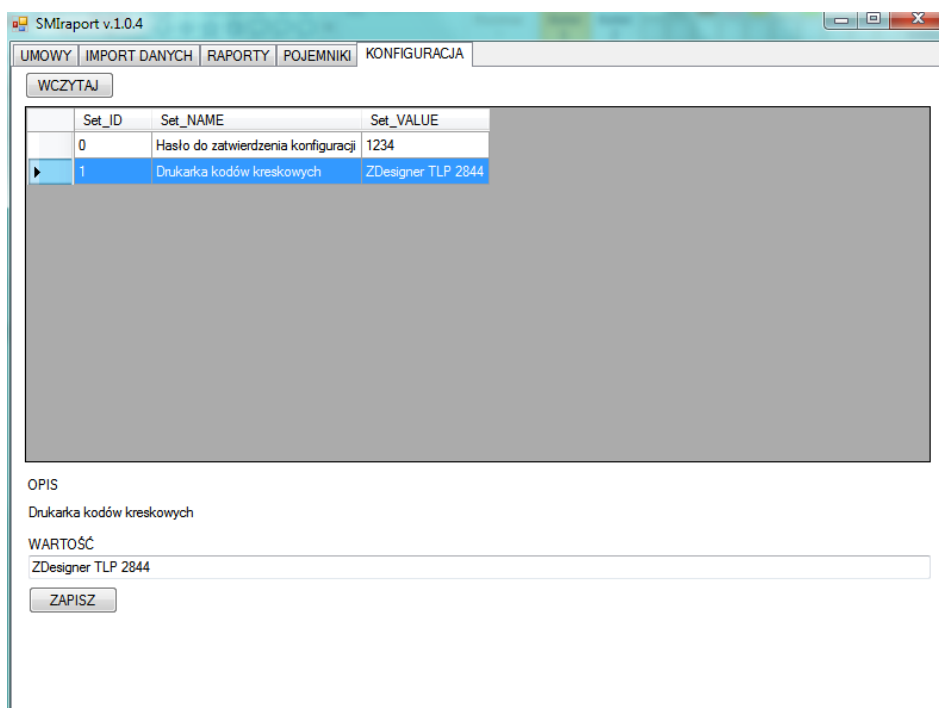 SMIraport v.1.0.4
UMOWY IMPORT DANYCH RAPORTY POJEMNIKI KONFIGURACJA
WCZYTAJ
Set_ID Set_NAME Set_VALUE
0 Hasło do zatwierdzenia konfiguracji 1234
1 Drukarka kodów kreskowych ZDesigner TLP 2844
OPIS
Drukarka kodów kreskowych
WARTOŚĆ
ZDesigner TLP 2844
ZAPISZ